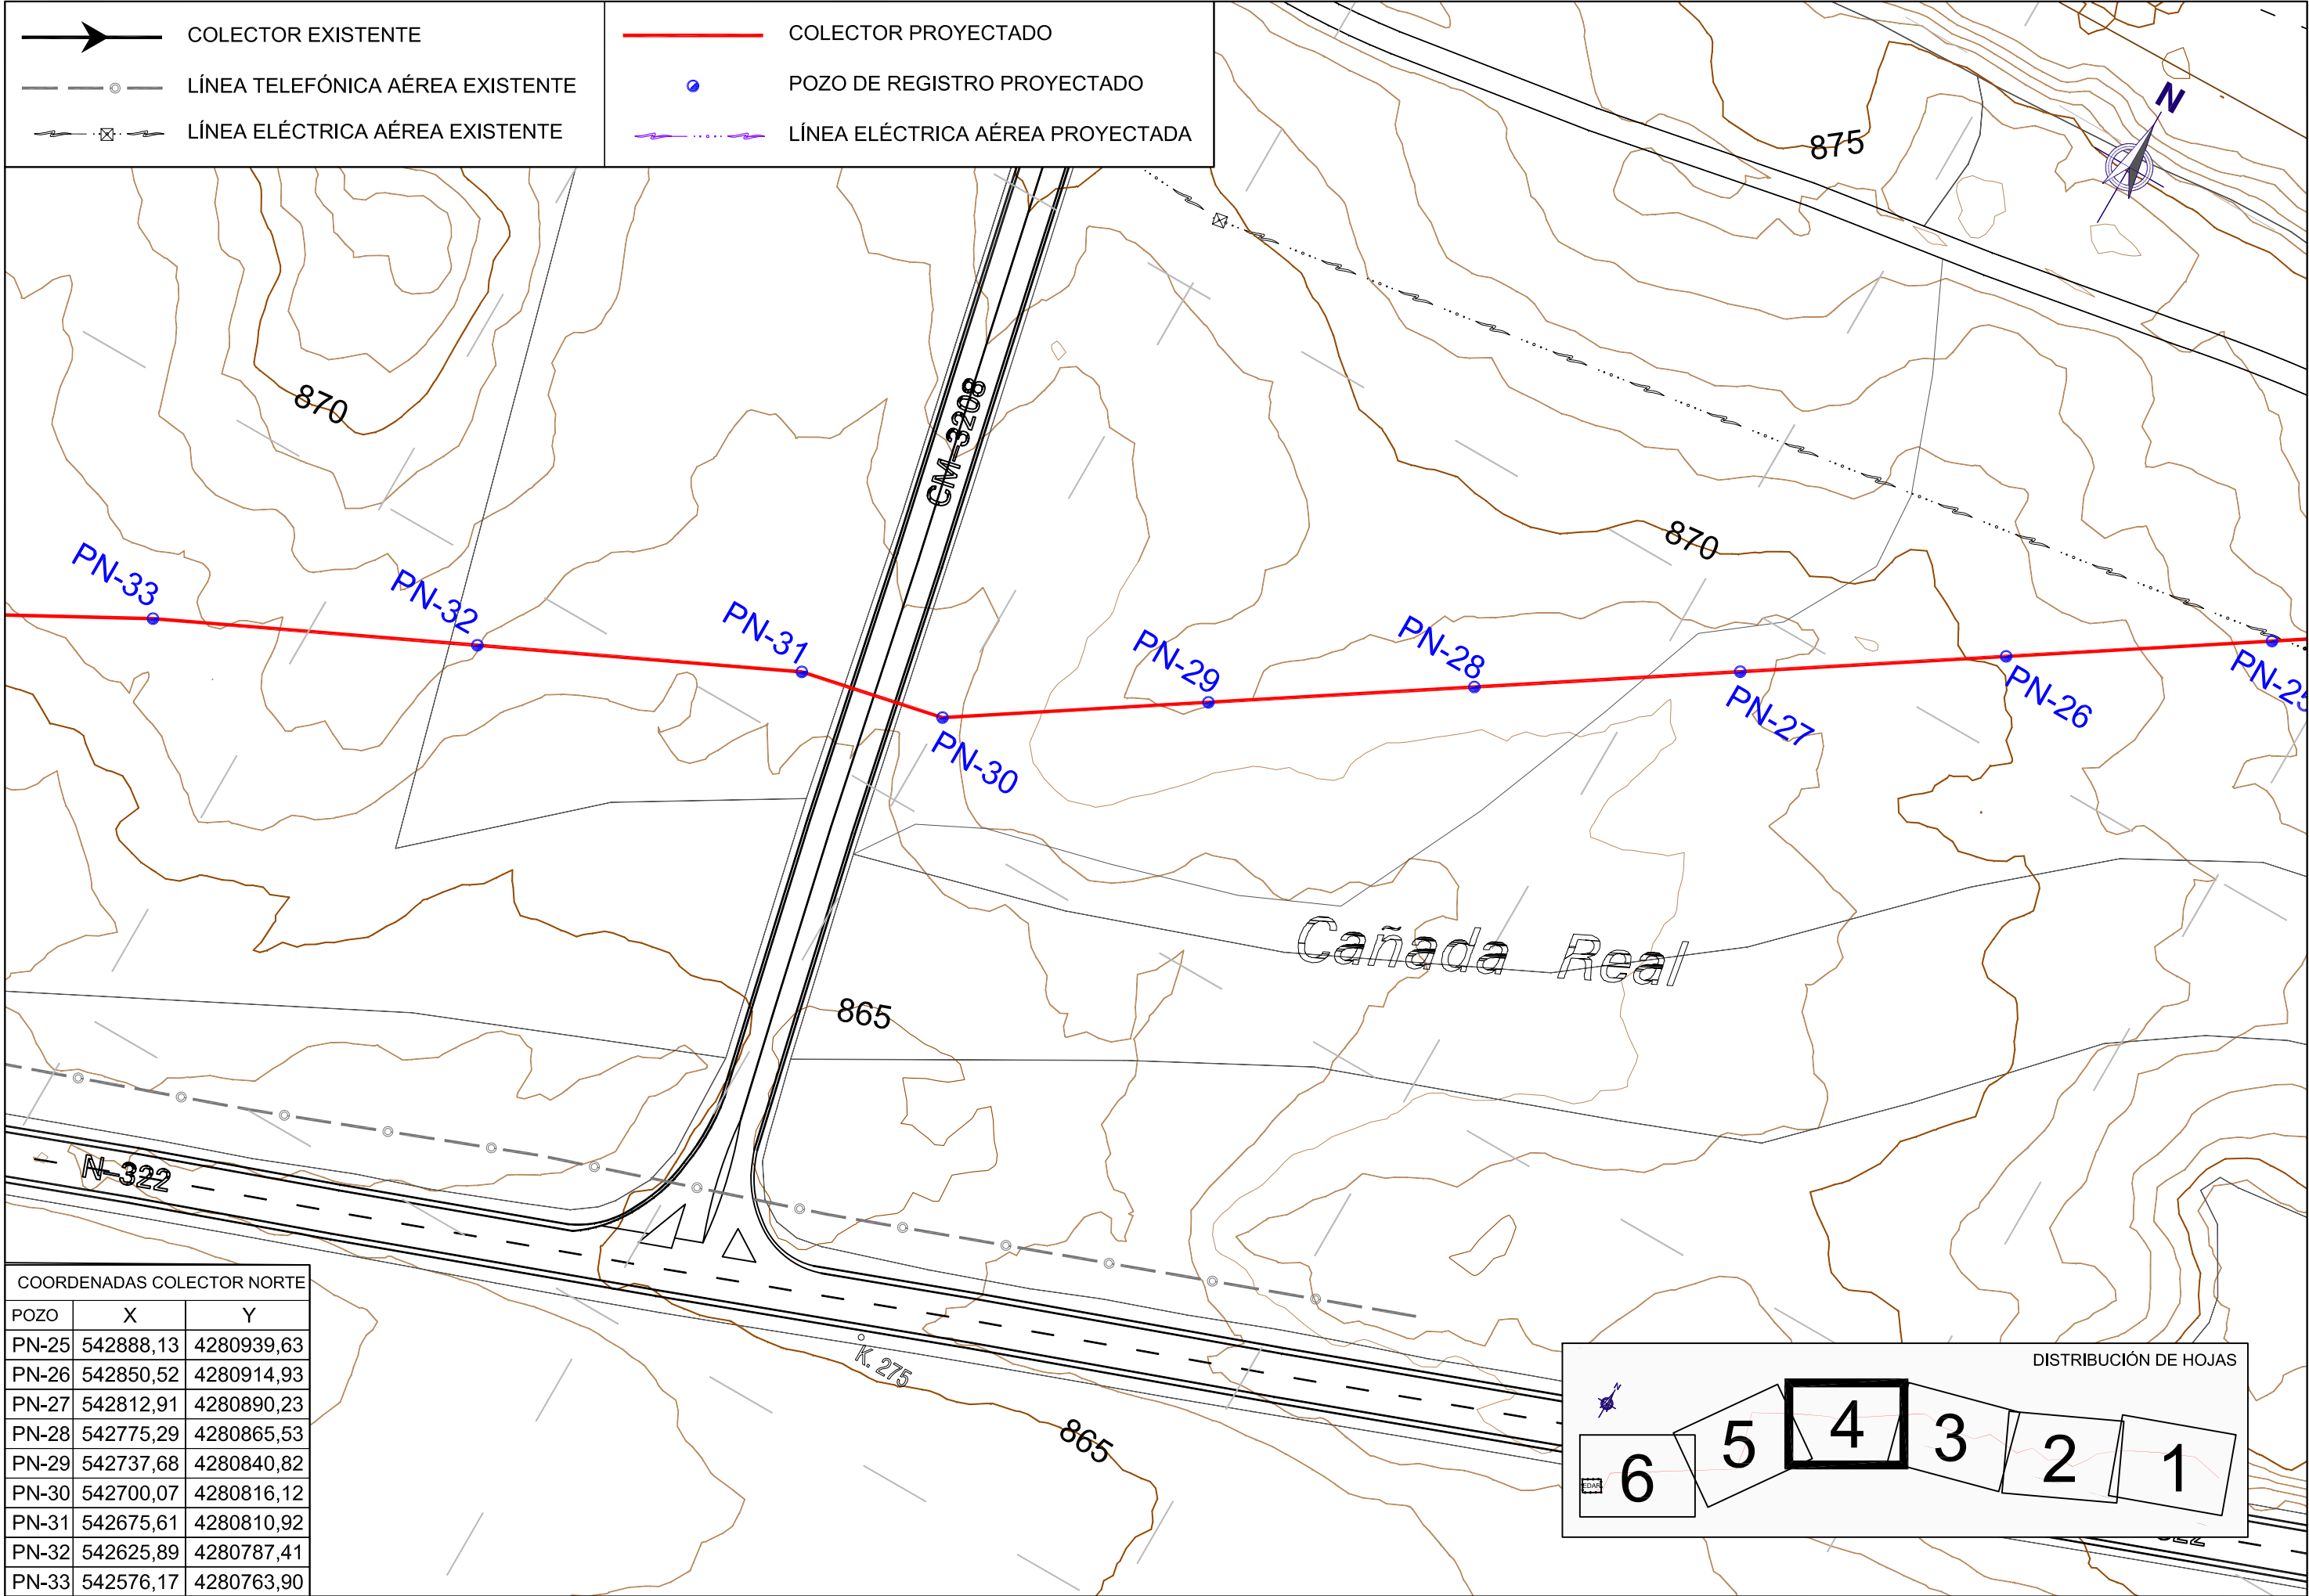 COLECTOR EXISTENTE
LÍNEA TELEFÓNICA AÉREA EXISTENTE
LÍNEA ELÉCTRICA AÉREA EXISTENTE
COLECTOR PROYECTADO
POZO DE REGISTRO PROYECTADO
LÍNEA ELÉCTRICA AÉREA PROYECTADA
N
875
870
CM-3208
870
PN-33
PN-32
PN-31
PN-30
PN-29
PN-28
PN-27
PN-26
PN-25
Cañada Real
865
N-322
K. 275
865
COORDENADAS COLECTOR NORTE
POZO X Y
PN-25 542888,13 4280939,63
PN-26 542850,52 4280914,93
PN-27 542812,91 4280890,23
PN-28 542775,29 4280865,53
PN-29 542737,68 4280840,82
PN-30 542700,07 4280816,12
PN-31 542675,61 4280810,92
PN-32 542625,89 4280787,41
PN-33 542576,17 4280763,90
DISTRIBUCIÓN DE HOJAS
N
6 5 4 3 2 1
EDAR